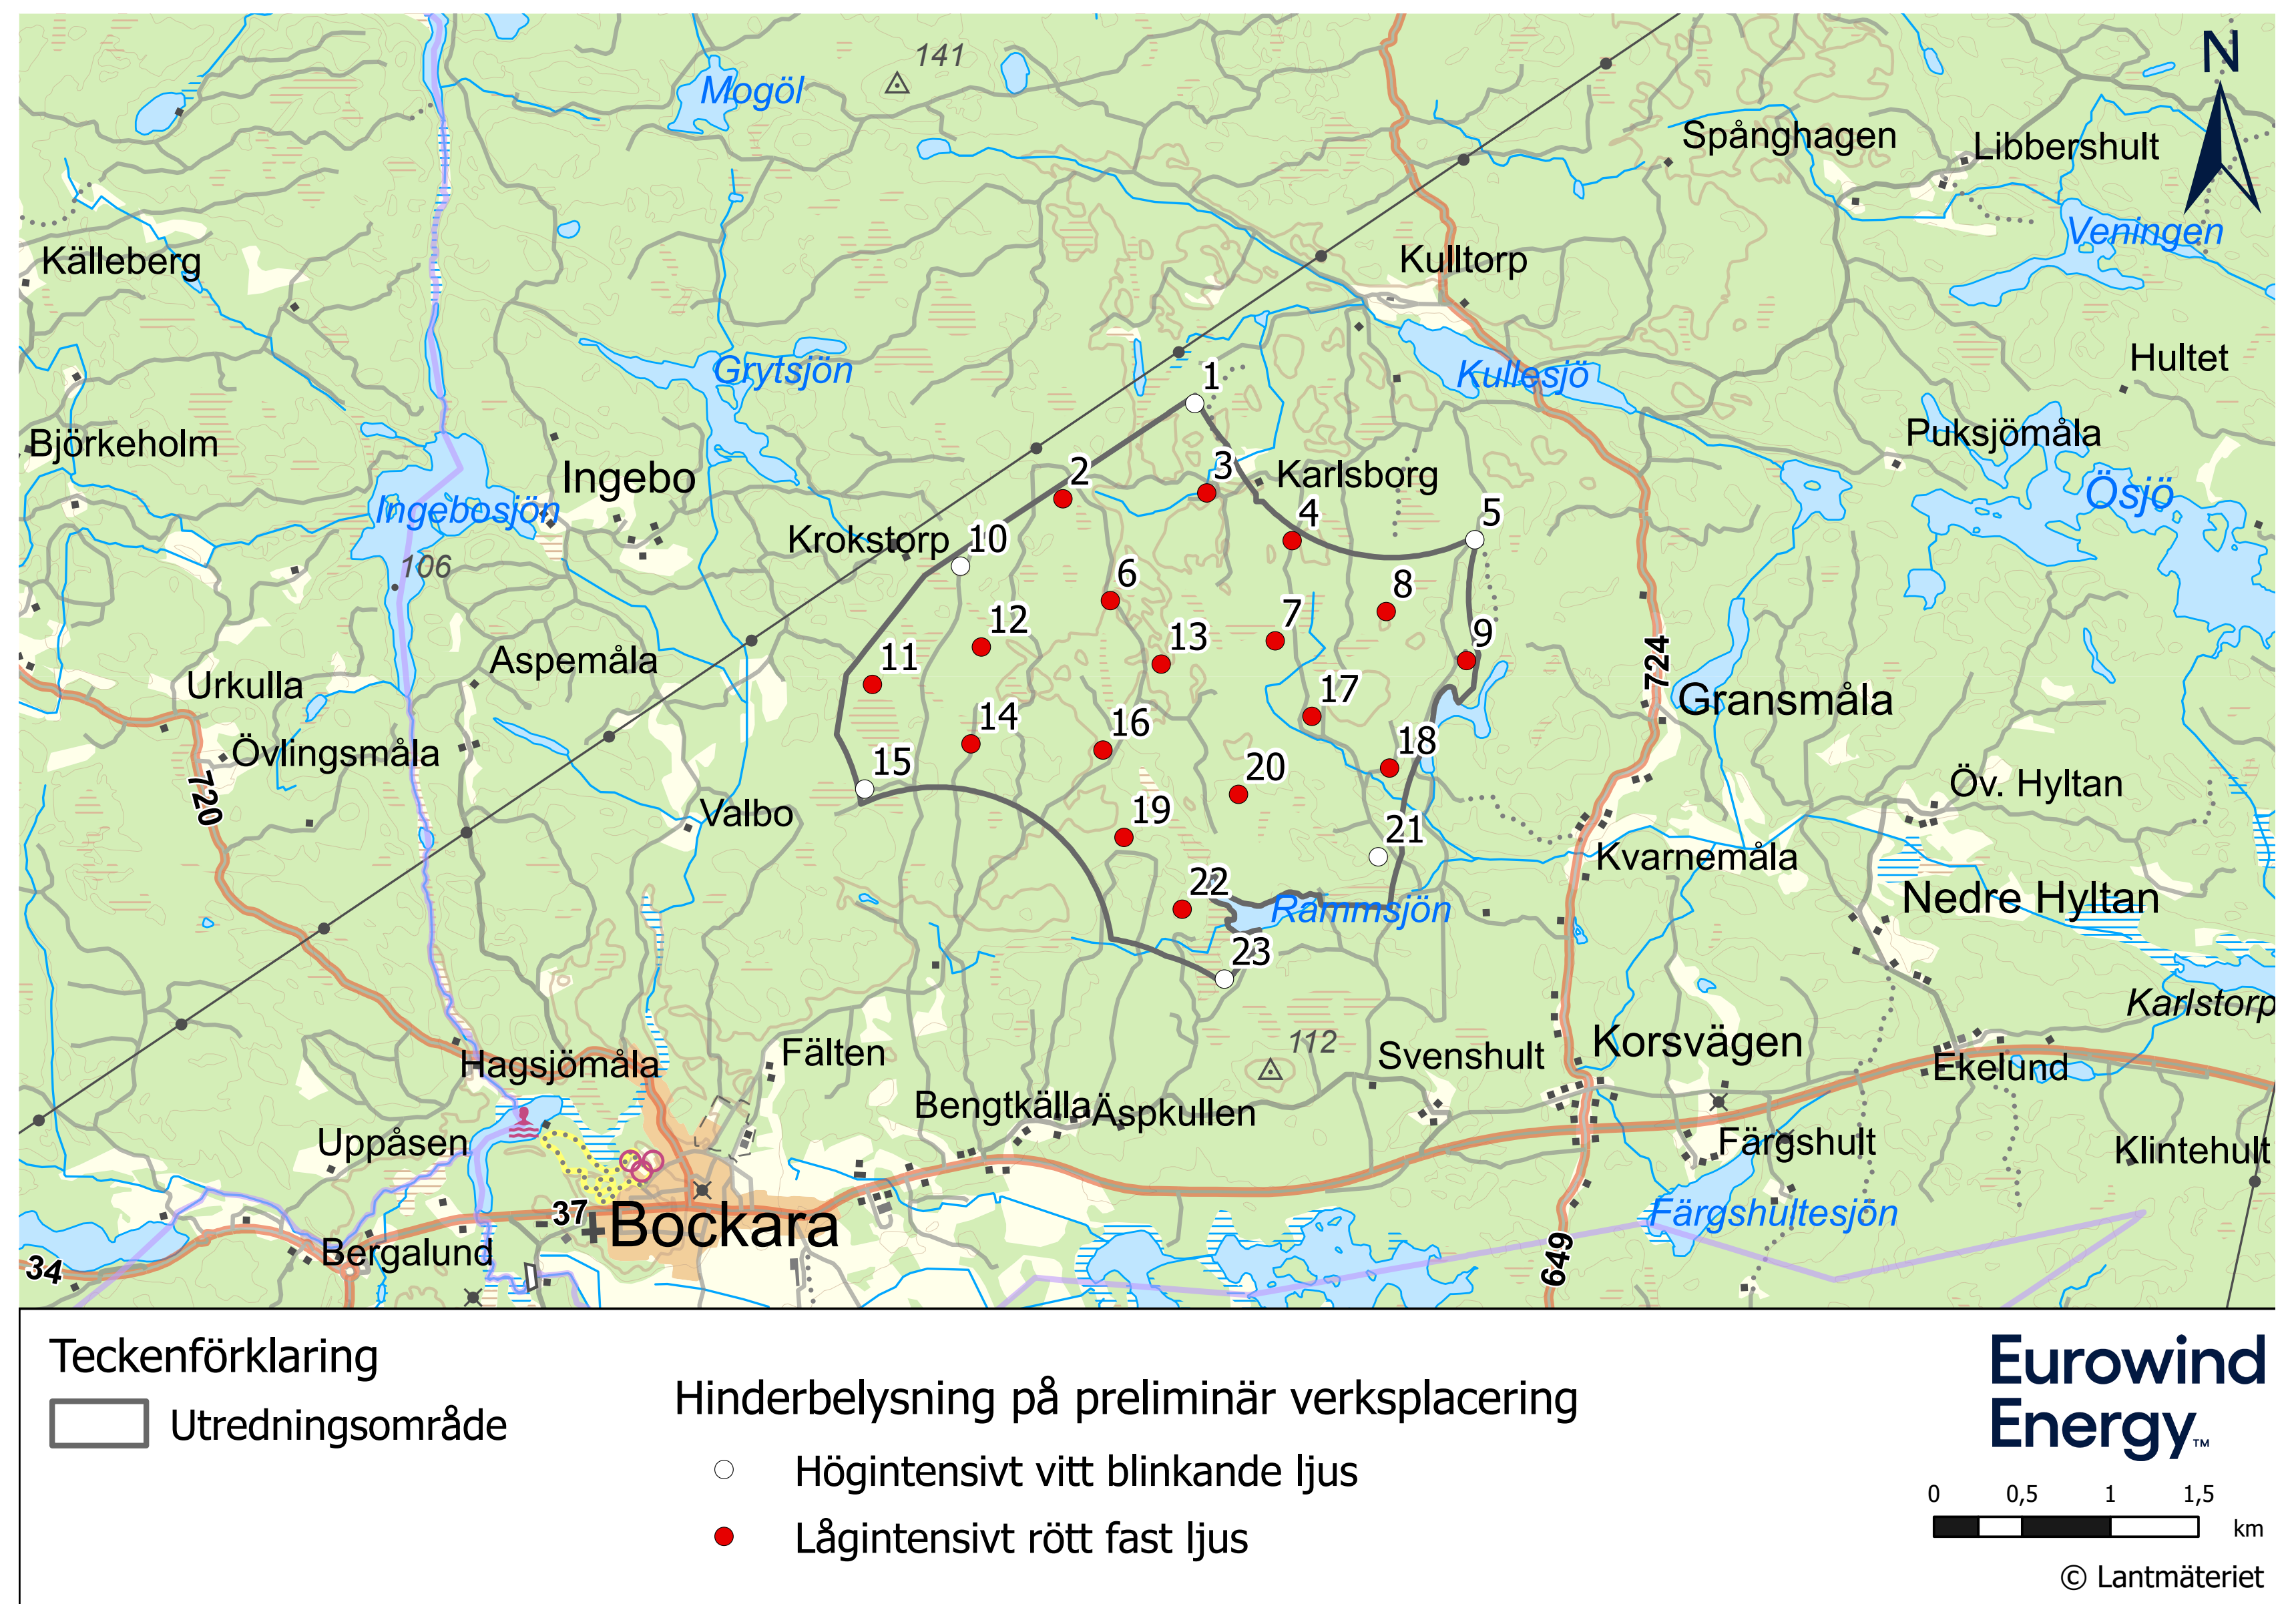 141
N
Mogöl
Spånghagen
Libbershult
Veningen
Källeberg
Kulltorp
Hultet
Grytsjön
Kullesjö
1
Puksjömåla
Björkeholm
Ingebo
2
3
Karlsborg
Ösjö
Ingebosjön
4
5
Krokstorp
10
106
6
8
12
7
9
13
Aspemåla
11
724
Urkulla
17
Gransmåla
14
16
18
Övlingsmåla
15
20
Öv. Hyltan
720
Valbo
19
21
Kvarnemåla
22
Nedre Hyltan
Rammsjön
23
Karlstorp
112
Korsvägen
Fälten
Svenshult
Hagsjömåla
Ekelund
Bengtkälla
Äspkullen
Uppåsen
Färgshult
Klintehult
37
Bockara
Färgshultesjön
Bergalund
649
34
Teckenförklaring
Utredningsområde
Hinderbelysning på preliminär verksplacering
Högintensivt vitt blinkande ljus
Lågintensivt rött fast ljus
Eurowind
Energy™
0 0,5 1 1,5
km
© Lantmäteriet